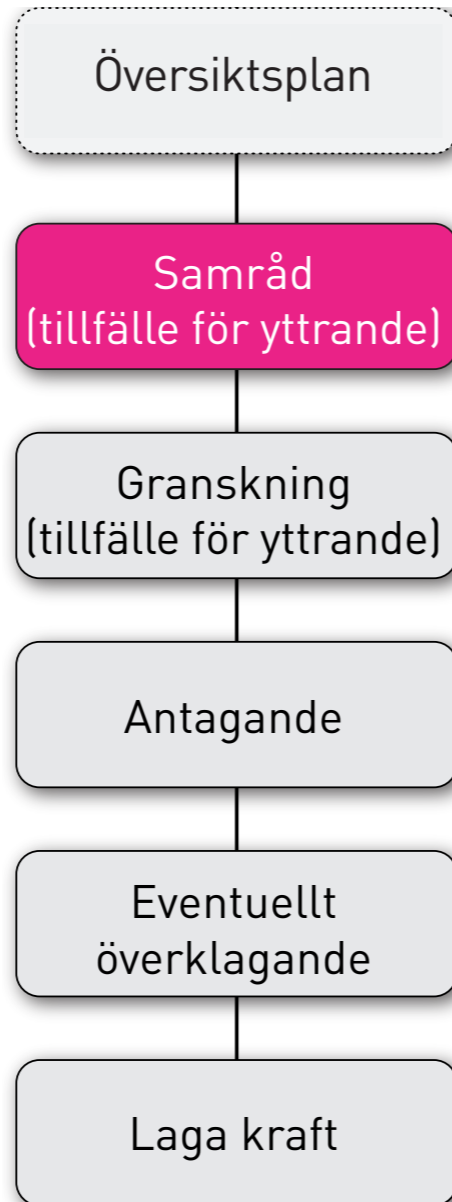 Översiktsplan
Samråd
(tillfälle för yttrande)
Granskning
(tillfälle för yttrande)
Antagande
Eventuellt
överklagande
Laga kraft